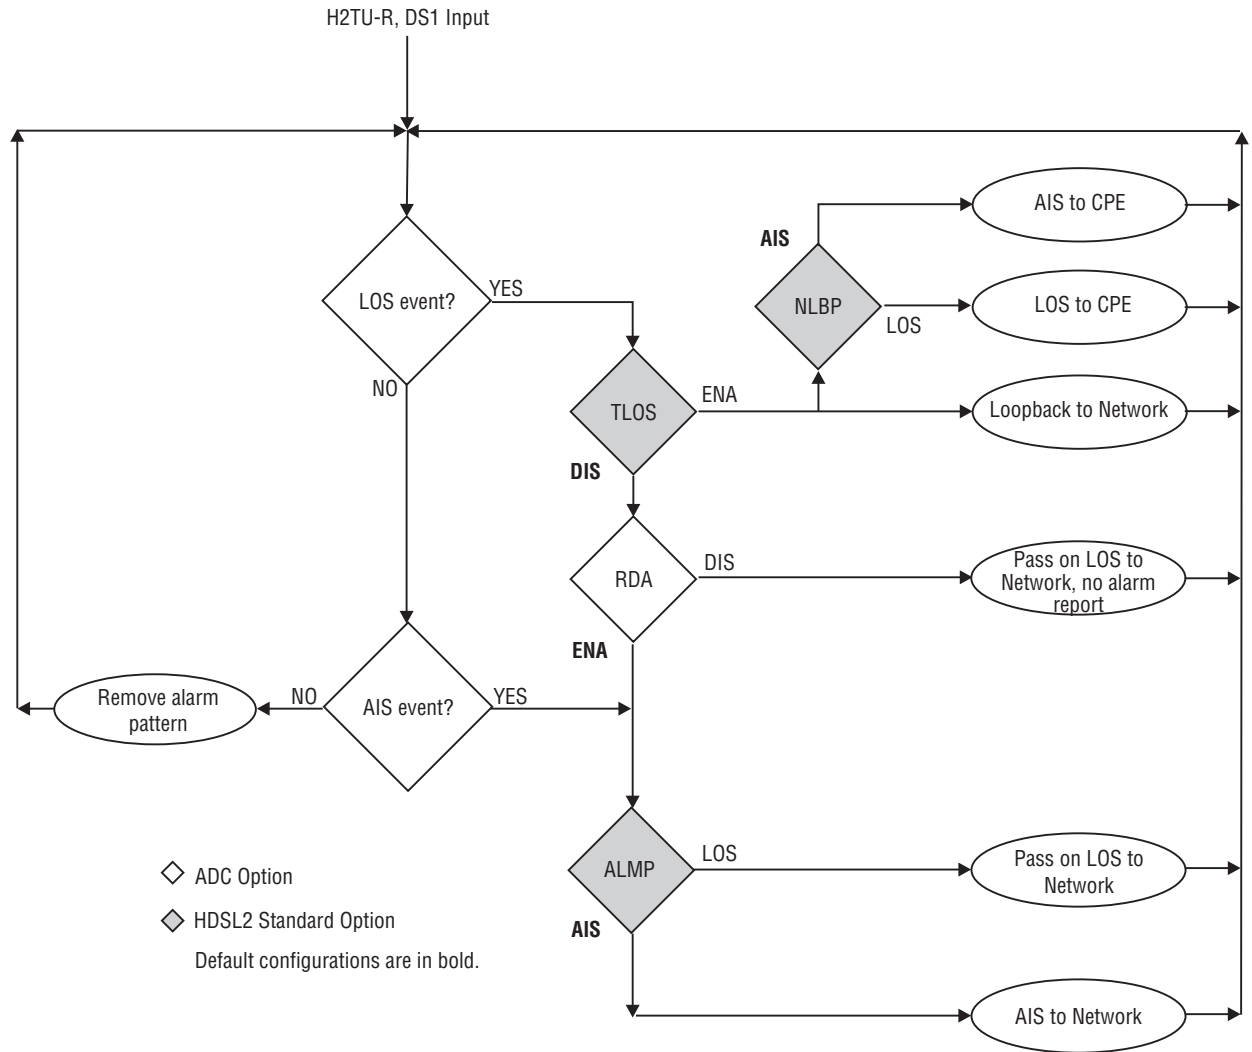 H2TU-R, DS1 Input
AIS to CPE
AIS
LOS event?
YES
NLBP
LOS to CPE
LOS
NO
TLOS
ENA
Loopback to Network
DIS
RDA
DIS
Pass on LOS to
Network, no alarm
report
ENA
Remove alarm
pattern
NO
AIS event?
YES
ALMP
LOS
Pass on LOS to
Network
ADC Option
HDSL2 Standard Option
AIS
Default configurations are in bold.
AIS to Network